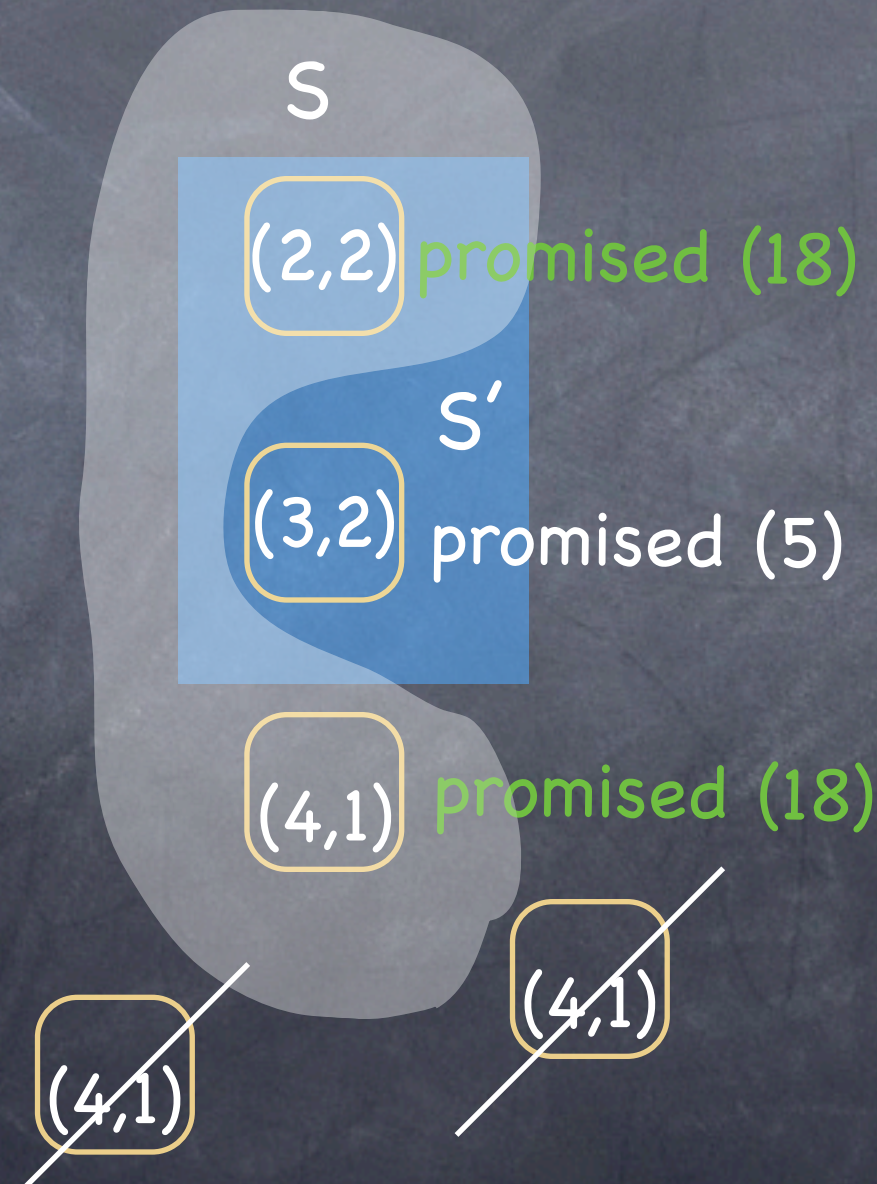 S
(2,2) promised (18)
S′
(3,2) promised (5)
(4,1) promised (18)
(4,1)
(4,1)